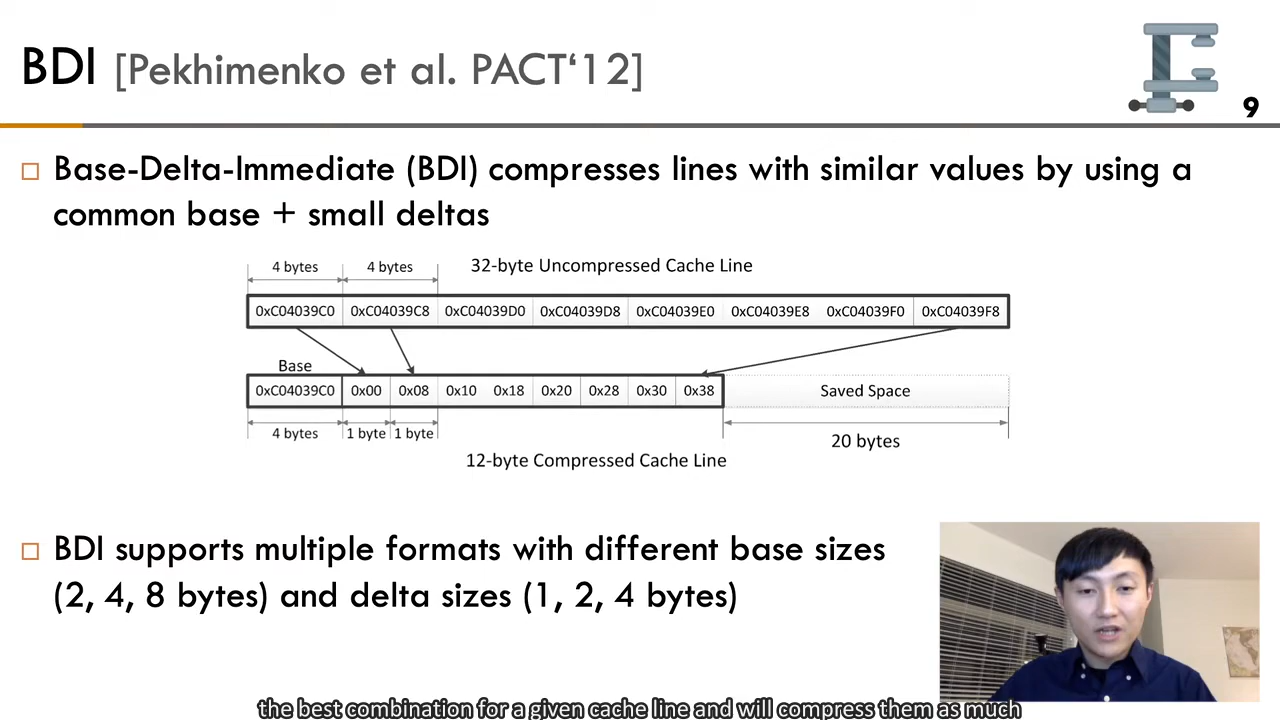 BDI [Pekhimenko et al. PACT‘12]
9
Base-Delta-Immediate (BDI) compresses lines with similar values by using a
common base + small deltas
4 bytes 4 bytes 32-byte Uncompressed Cache Line
0xC04039C0 0xC04039C8 0xC04039D0 0xC04039D8 0xC04039E0 0xC04039E8 0xC04039F0 0xC04039F8
Base
0xC04039C0 0x00 0x08 0x10 0x18 0x20 0x28 0x30 0x38 Saved Space
4 bytes 1 byte 1 byte 20 bytes
12-byte Compressed Cache Line
BDI supports multiple formats with different base sizes
(2, 4, 8 bytes) and delta sizes (1, 2, 4 bytes)
the best combination for a given cache line and will compress them as much